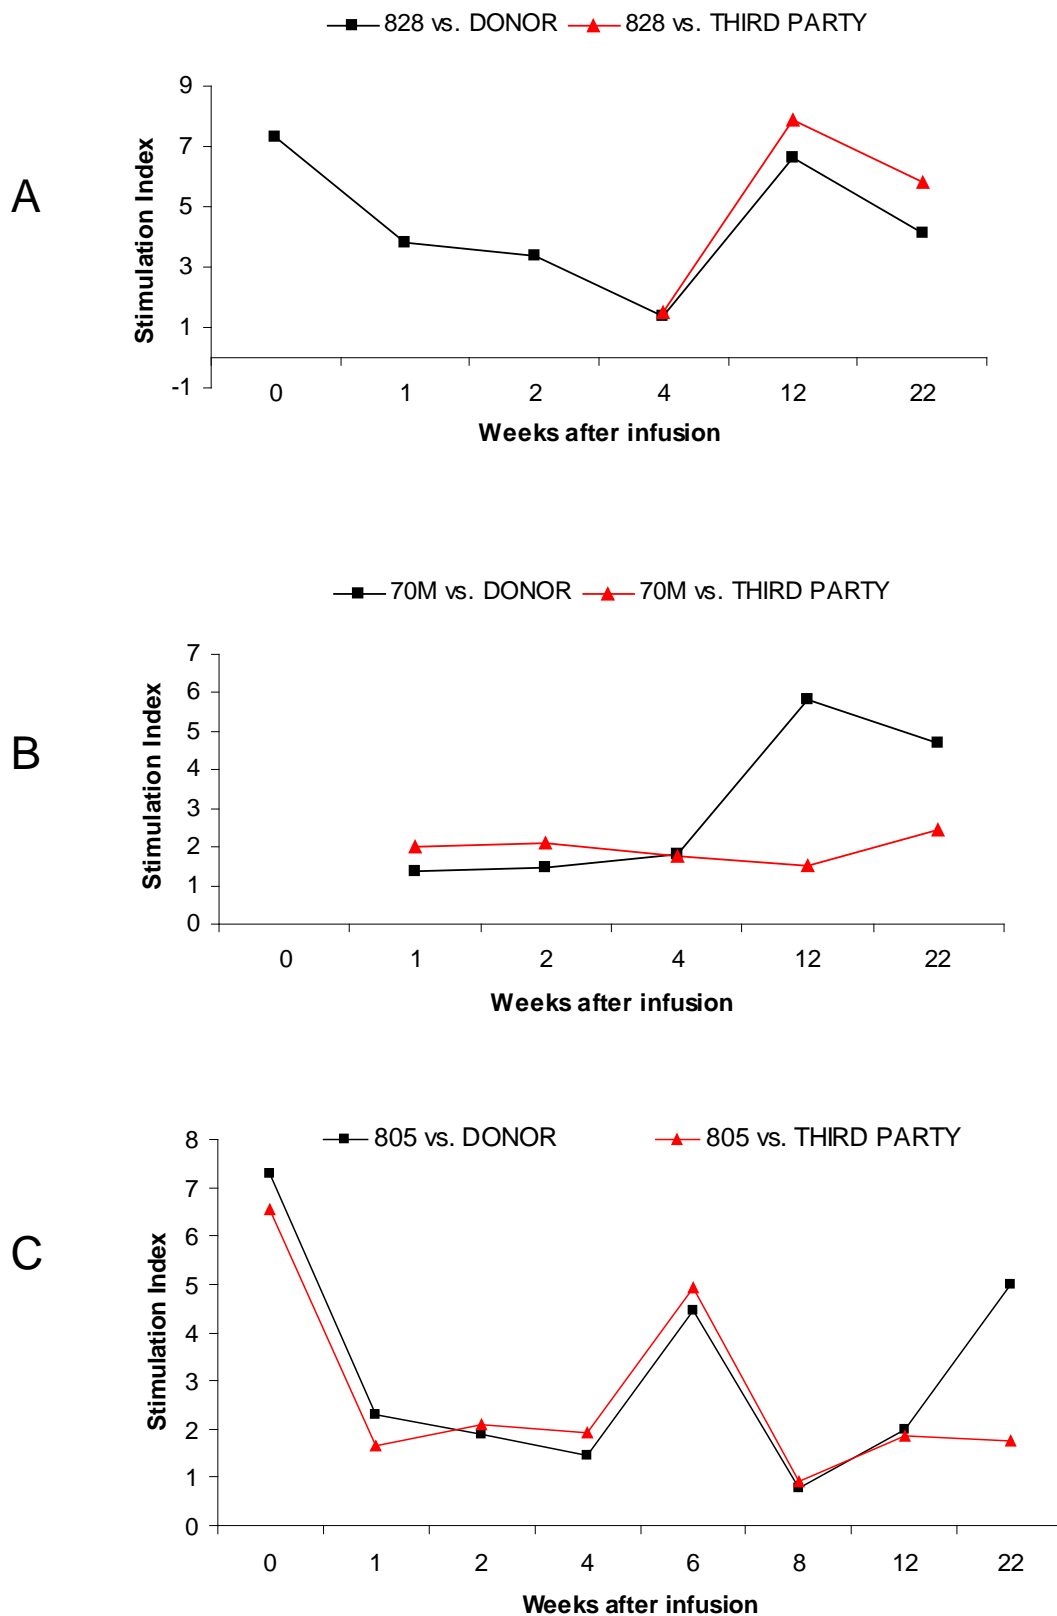 828 vs. DONOR 828 vs. THIRD PARTY
A
Stimulation Index
9
7
5
3
1
-1
0 1 2 4 12 22
Weeks after infusion
70M vs. DONOR 70M vs. THIRD PARTY
B
Stimulation Index
7
6
5
4
3
2
1
0
0 1 2 4 12 22
Weeks after infusion
805 vs. DONOR 805 vs. THIRD PARTY
C
Stimulation Index
8
7
6
5
4
3
2
1
0
0 1 2 4 6 8 12 22
Weeks after infusion